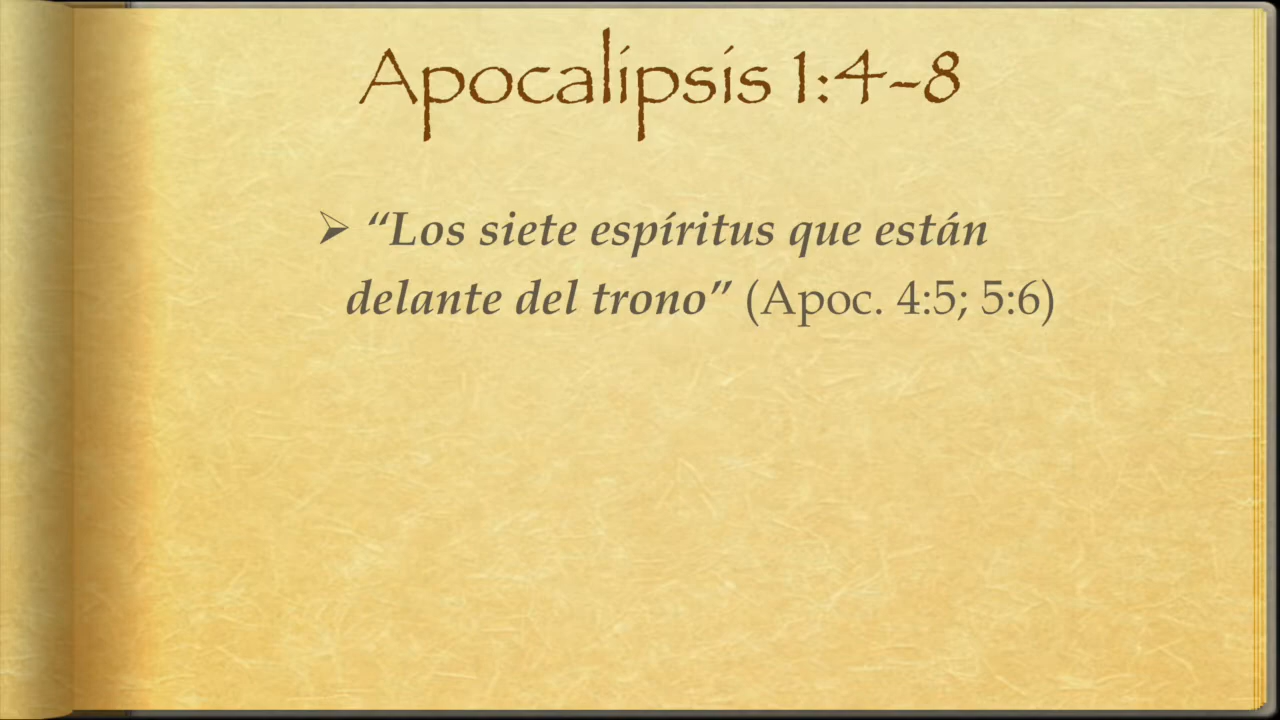 Apocalipsis 1:4-8
➢ “Los siete espíritus que están
delante del trono” (Apoc. 4:5; 5:6)